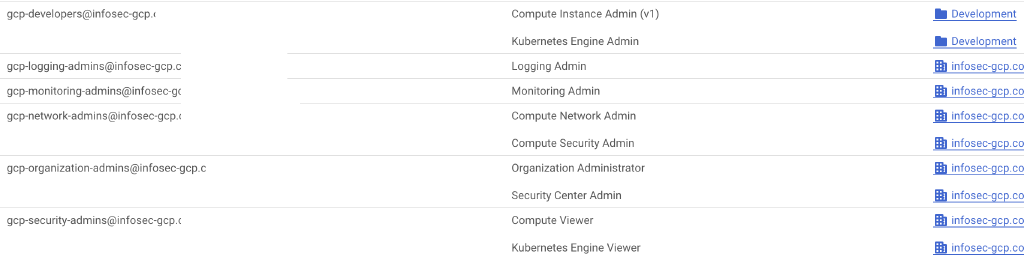 gcp-developers@infosec-gcp.c Compute Instance Admin (v1) Development
Kubernetes Engine Admin Development
gcp-logging-admins@infosec-gcp.c Logging Admin infosec-gcp.co
gcp-monitoring-admins@infosec-gc Monitoring Admin infosec-gcp.co
gcp-network-admins@infosec-gcp.c Compute Network Admin infosec-gcp.co
Compute Security Admin infosec-gcp.co
gcp-organization-admins@infosec-gcp.c Organization Administrator infosec-gcp.co
Security Center Admin infosec-gcp.co
gcp-security-admins@infosec-gcp.c Compute Viewer infosec-gcp.co
Kubernetes Engine Viewer infosec-gcp.co